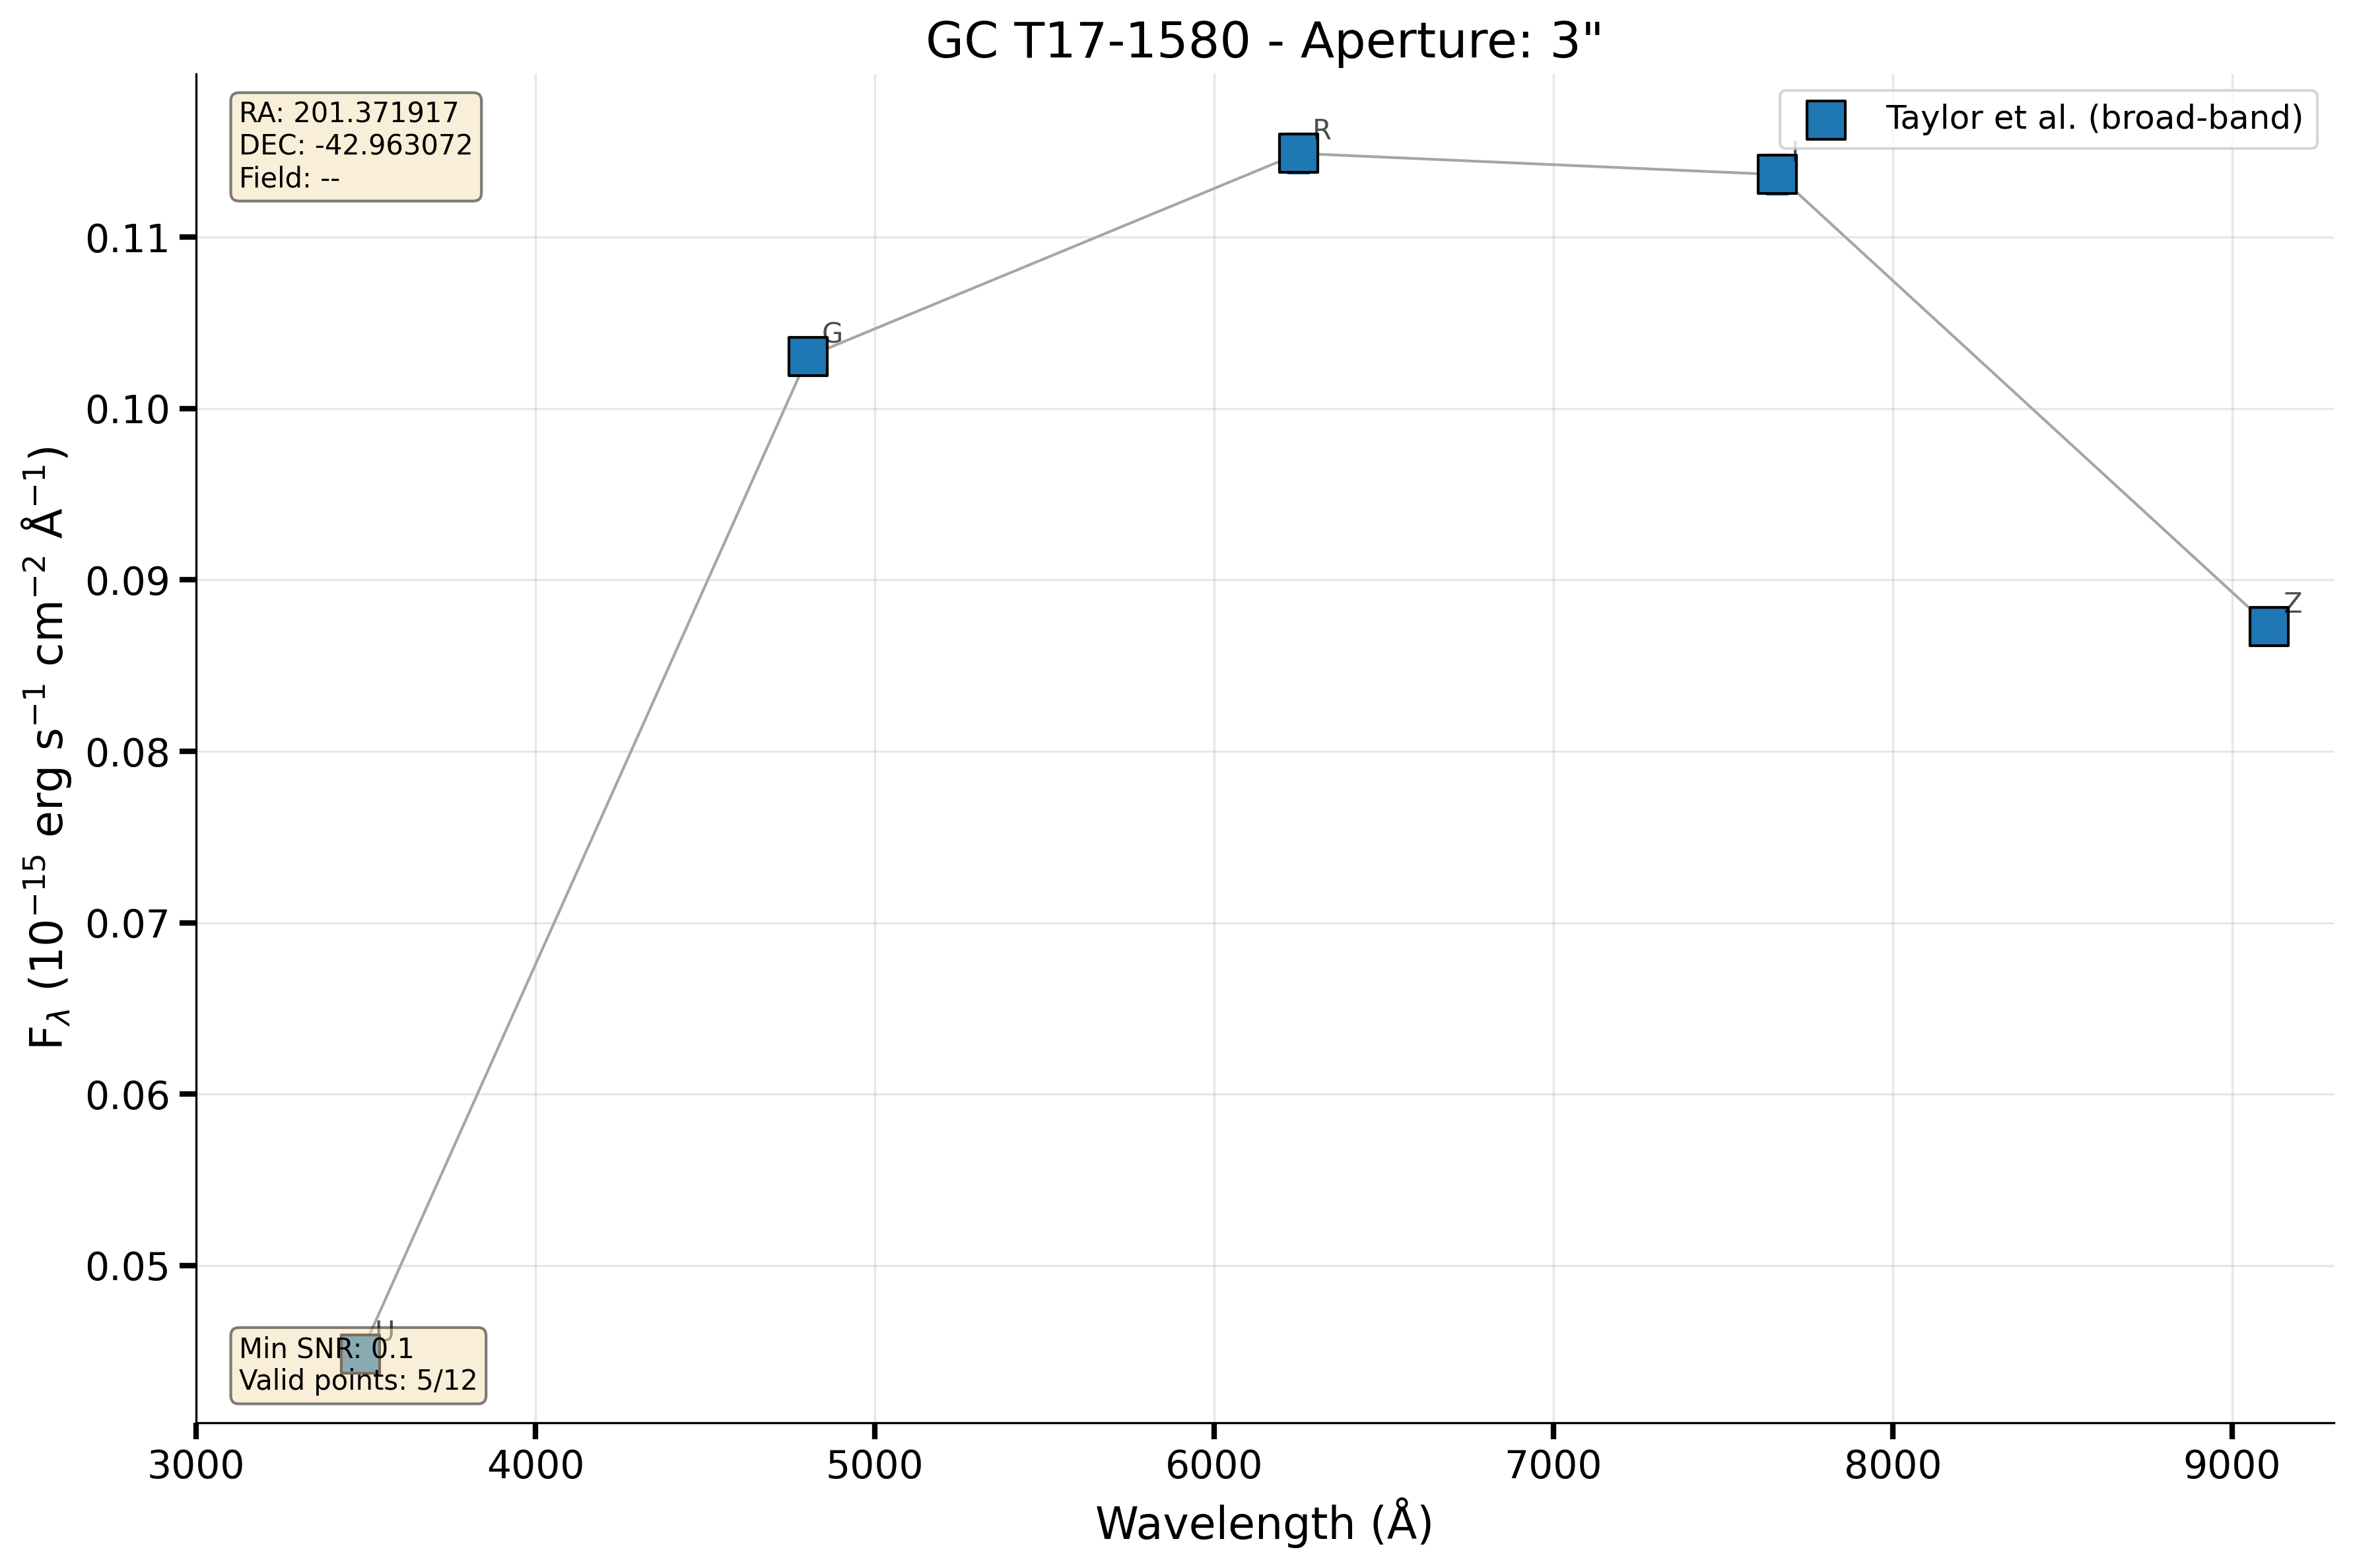 GC T17-1580 - Aperture: 3"
RA: 201.371917
DEC: -42.963072
Field: --
Taylor et al. (broad-band)
R
G
Z
U
Min SNR: 0.1
Valid points: 5/12
0.11
0.10
0.09
0.08
0.07
0.06
0.05
F_λ (10⁻¹⁵ erg s⁻¹ cm⁻² Å⁻¹)
3000 4000 5000 6000 7000 8000 9000
Wavelength (Å)